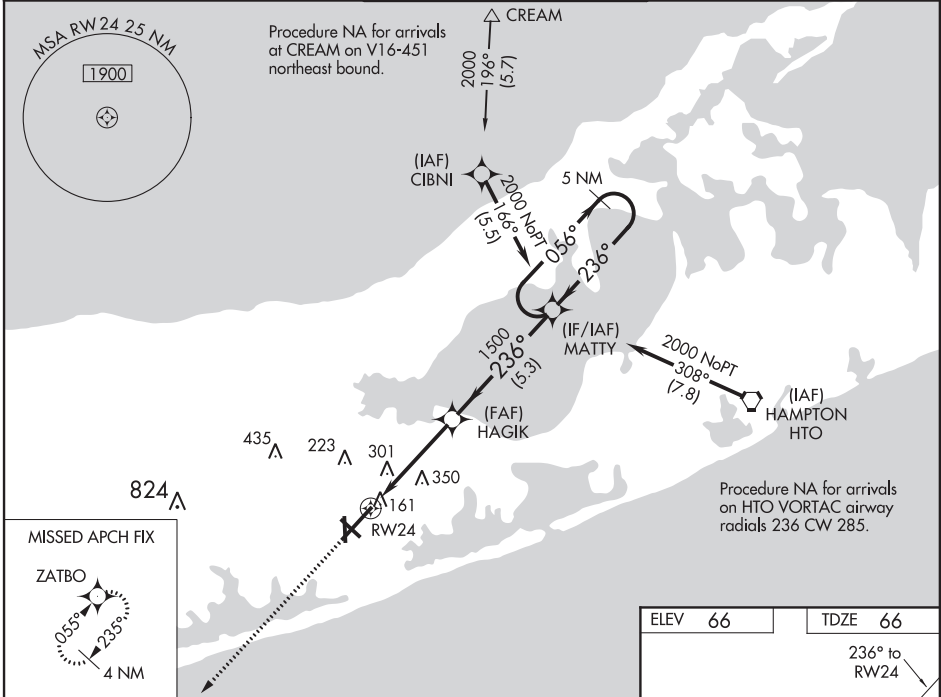 MSA RW24 25 NM
1900
Procedure NA for arrivals
at CREAM on V16-451
northeast bound.
CREAM
2000
196°
(5.7)
(IAF)
CIBNI
2000 NoPT
166°
(5.5)
5 NM
056°
236°
(IF/IAF)
MATTY
1500
236°
(5.3)
2000 NoPT
308°
(7.8)
(IAF)
HAMPTON
HTO
(FAF)
HAGIK
435
223
301
350
824
161
RW24
Procedure NA for arrivals
on HTO VORTAC airway
radials 236 CW 285.
MISSED APCH FIX
ZATBO
055°
235°
4 NM
ELEV 66
TDZE 66
236° to
RW24